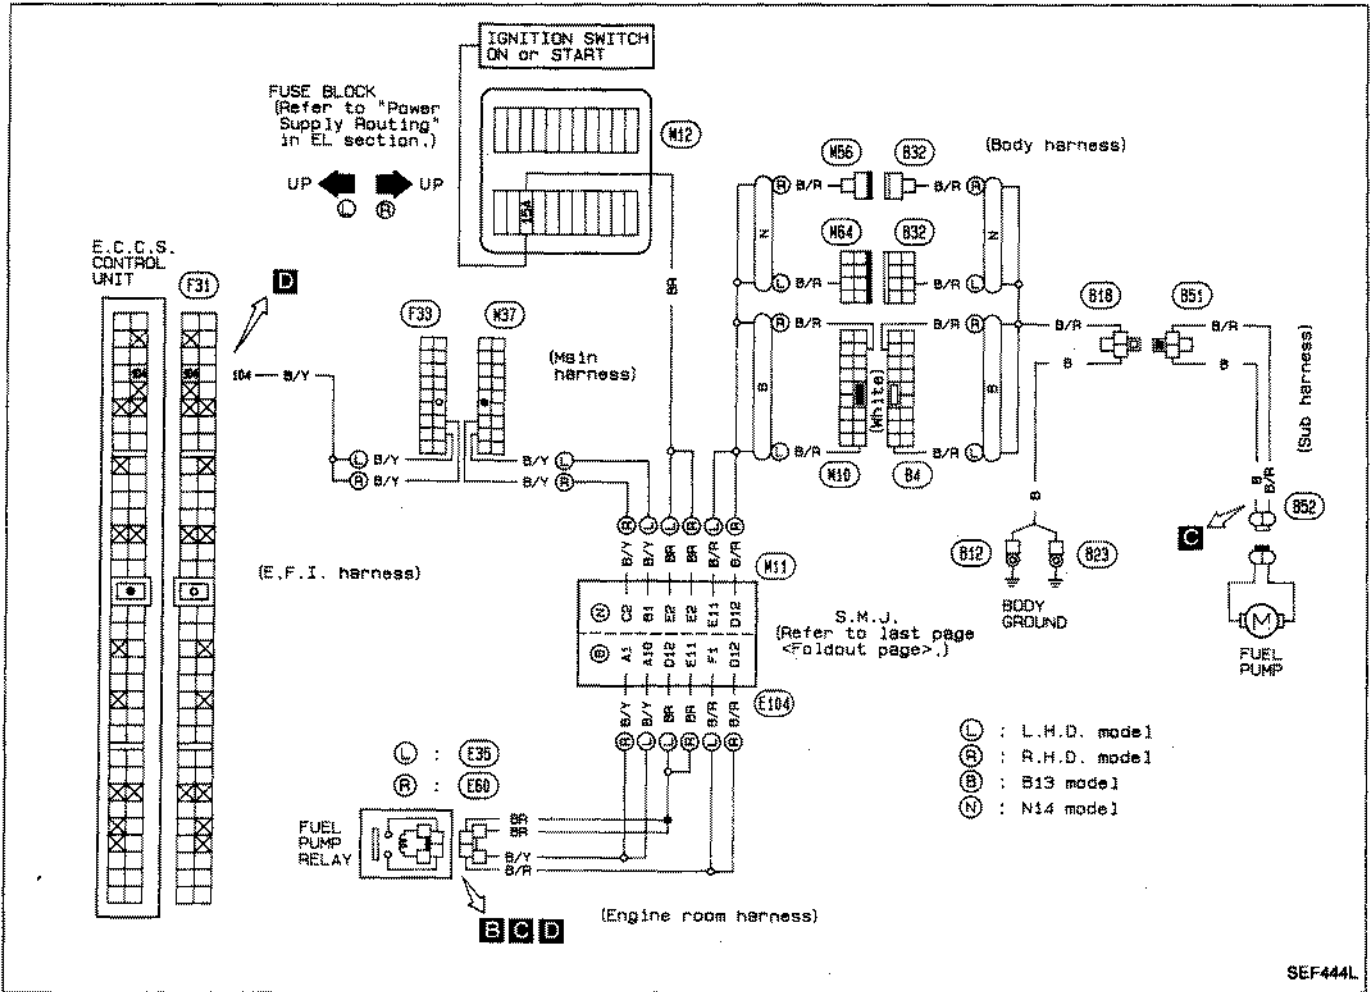 IGNITION SWITCH
ON or START
FUSE BLOCK
(Refer to "Power
Supply Routing"
in EL section.)
UP
UP
L
R
M12
15A
M56
B32
(Body harness)
R B/R
B/R R
N
N
M64
B32
L B/R
B/R L
BR
E.C.C.S.
CONTROL
UNIT
F31
D
104
104
104
B/Y
F33
M37
(Main
harness)
L B/Y
R B/Y
B/Y L
B/Y R
R B/R
B/R R
B
(White)
B
L B/R
B/R L
M10
B4
B18
B51
B/R
B/R
B
B
(Sub harness)
B
B
B/R
B52
C
B12
B23
BODY
GROUND
M
FUEL
PUMP
(E.F.I. harness)
R L L R L R
B/Y B/Y BR BR B/R B/R
M11
N C2 B1 E2 E2 E11 D12
B A1 A10 D12 E11 F1 D12
S.M.J.
(Refer to last page
<Foldout page>.)
E104
B/Y B/Y BR BR B/R B/R
R L L R L R
L : E35
R : E60
L : L.H.D. model
R : R.H.D. model
B : B13 model
N : N14 model
FUEL
PUMP
RELAY
BR
BR
B/Y
B/R
B C D
(Engine room harness)
SEF444L